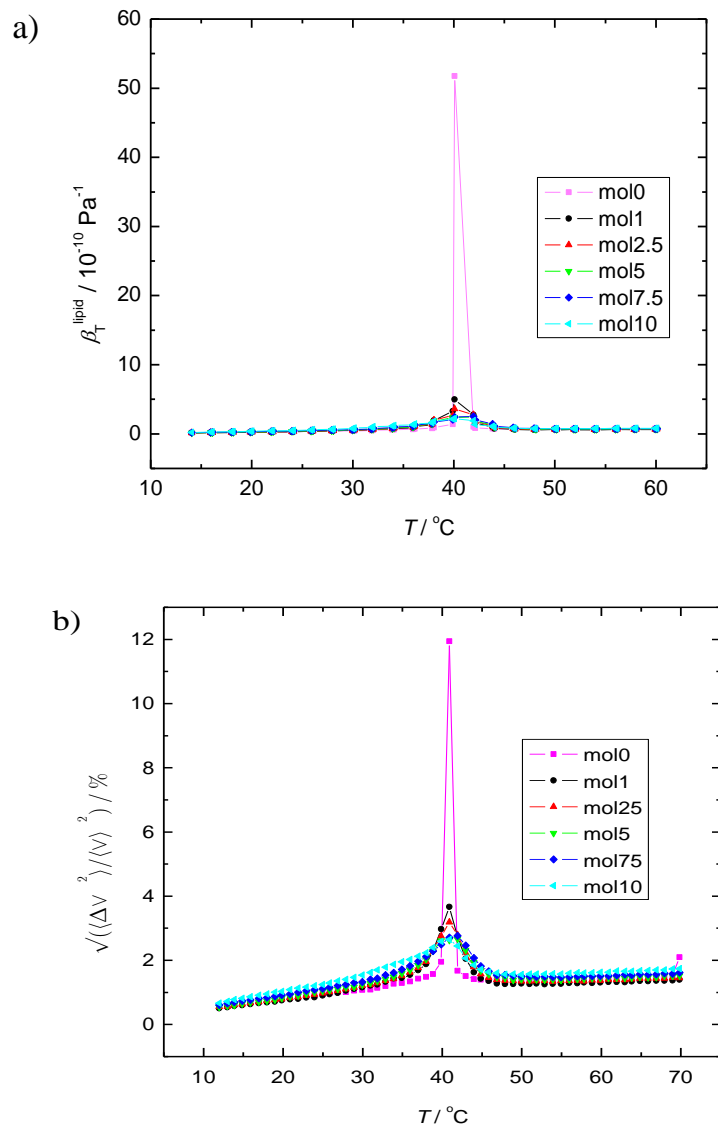 a)
60
50
40
30
20
10
0
β_T^lipid / 10^-10 Pa^-1
mol0
mol1
mol2.5
mol5
mol7.5
mol10
10 20 30 40 50 60
T / °C
b)
12
10
8
6
4
2
0
√(⟨Δv²⟩/⟨v⟩²) / %
mol0
mol1
mol25
mol5
mol75
mol10
10 20 30 40 50 60 70
T / °C